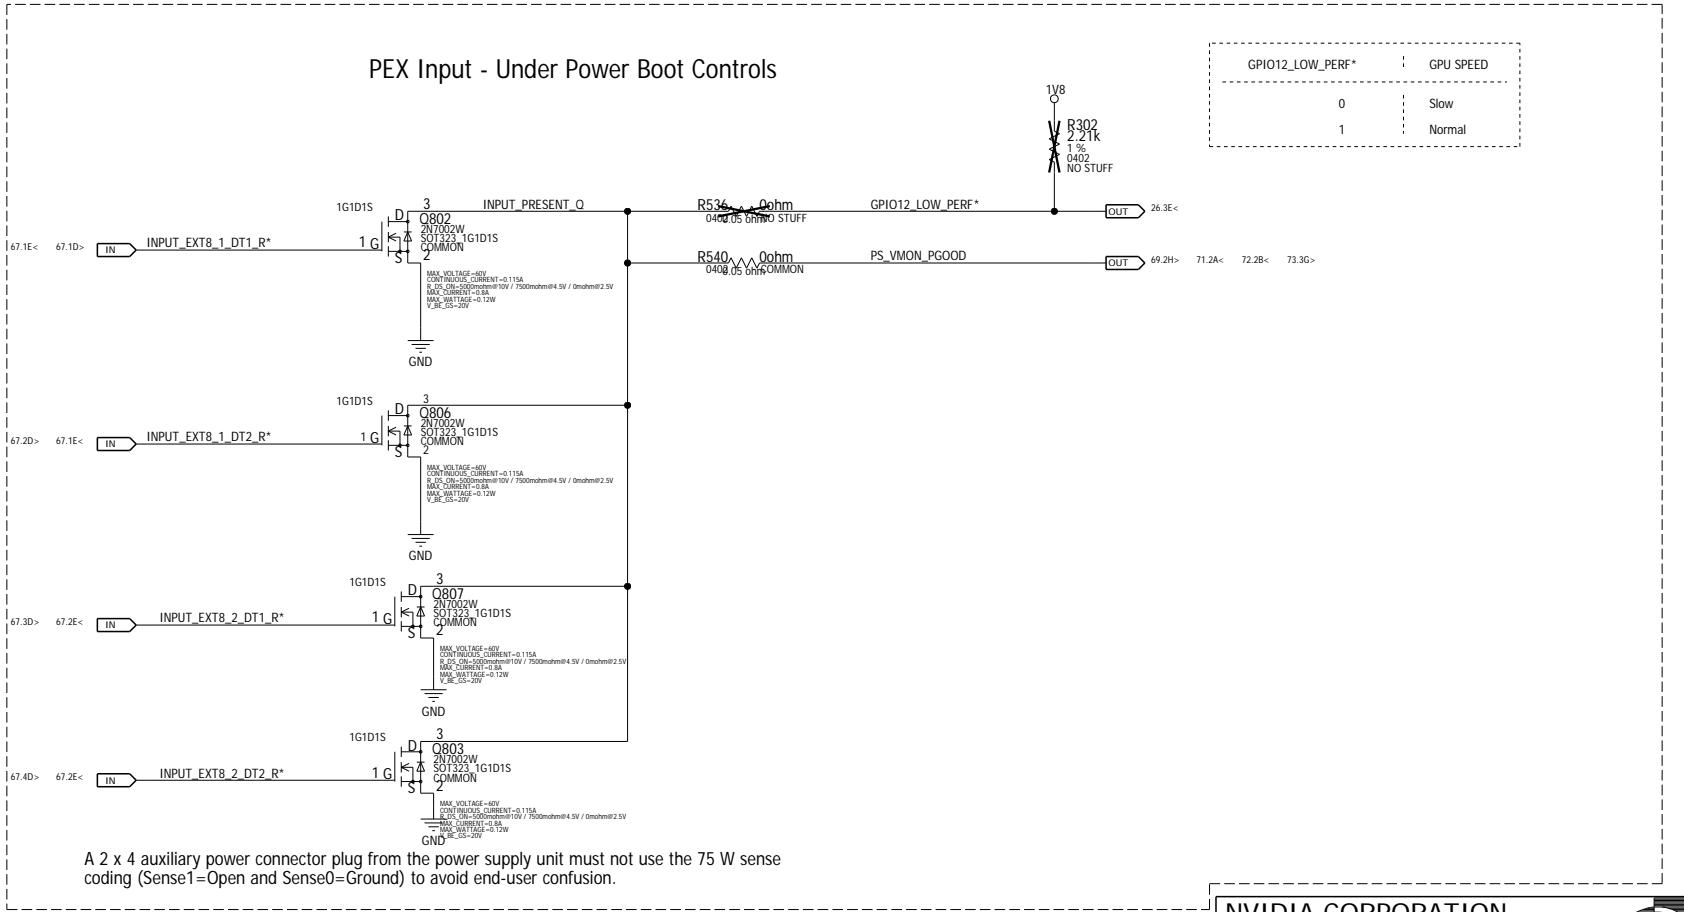 PEX Input - Under Power Boot Controls
GPIO12_LOW_PERF* GPU SPEED
0 Slow
1 Normal
1V8
R302
2.21k
1 %
0402
NO STUFF
1G1D1S
3
D
Q802
2N7002W
SOT323_1G1D1S
COMMON
1 G
S
2
INPUT_PRESENT_Q
R536 0ohm
0402 0.05 ohm NO STUFF
GPIO12_LOW_PERF*
OUT
26.3E<
67.1E< 67.1D> IN INPUT_EXT8_1_DT1_R*
R540 0ohm
0402 0.05 ohm COMMON
PS_VMON_PGOOD
OUT
69.2H> 71.2A< 72.2B< 73.3G>
MAX_VOLTAGE=60V
CONTINUOUS_CURRENT=0.115A
R_DS_ON=5000mohm@10V / 7500mohm@4.5V / 0mohm@2.5V
MAX_CURRENT=0.8A
MAX_WATTAGE=0.12W
V_BE_GS=20V
GND
1G1D1S
3
D
Q806
2N7002W
SOT323_1G1D1S
COMMON
1 G
S
2
67.2D> 67.1E< IN INPUT_EXT8_1_DT2_R*
MAX_VOLTAGE=60V
CONTINUOUS_CURRENT=0.115A
R_DS_ON=5000mohm@10V / 7500mohm@4.5V / 0mohm@2.5V
MAX_CURRENT=0.8A
MAX_WATTAGE=0.12W
V_BE_GS=20V
GND
1G1D1S
3
D
Q807
2N7002W
SOT323_1G1D1S
COMMON
1 G
S
2
67.3D> 67.2E< IN INPUT_EXT8_2_DT1_R*
MAX_VOLTAGE=60V
CONTINUOUS_CURRENT=0.115A
R_DS_ON=5000mohm@10V / 7500mohm@4.5V / 0mohm@2.5V
MAX_CURRENT=0.8A
MAX_WATTAGE=0.12W
V_BE_GS=20V
GND
1G1D1S
3
D
Q803
2N7002W
SOT323_1G1D1S
COMMON
1 G
S
2
67.4D> 67.2E< IN INPUT_EXT8_2_DT2_R*
MAX_VOLTAGE=60V
CONTINUOUS_CURRENT=0.115A
R_DS_ON=5000mohm@10V / 7500mohm@4.5V / 0mohm@2.5V
MAX_CURRENT=0.8A
MAX_WATTAGE=0.12W
V_BE_GS=20V
GND
A 2 x 4 auxiliary power connector plug from the power supply unit must not use the 75 W sense
coding (Sense1=Open and Sense0=Ground) to avoid end-user confusion.
NVIDIA CORPORATION